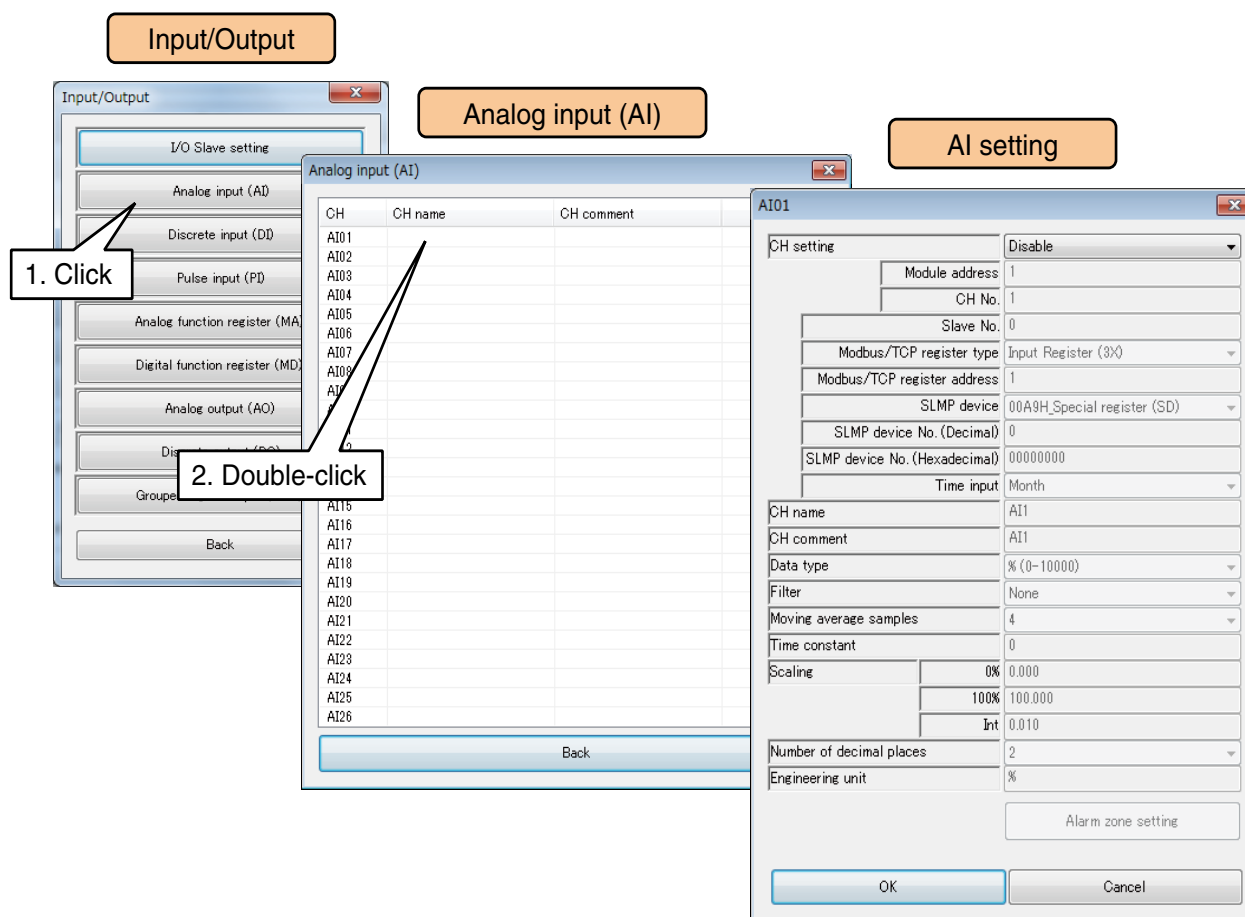 Input/Output
Input/Output
I/O Slave setting
Analog input (AI)
Discrete input (DI)
Pulse input (PI)
Analog function register (MA)
Digital function register (MD)
Analog output (AO)
Back
1. Click
Analog input (AI)
Analog input (AI)
CH CH name CH comment
AI01
AI02
AI03
AI04
AI05
AI06
AI07
AI08
AI15
AI16
AI17
AI18
AI19
AI20
AI21
AI22
AI23
AI24
AI25
AI26
Back
2. Double-click
AI setting
AI01
CH setting Disable
Module address 1
CH No. 1
Slave No. 0
Modbus/TCP register type Input Register (3X)
Modbus/TCP register address 1
SLMP device 00A9H_Special register (SD)
SLMP device No. (Decimal) 0
SLMP device No. (Hexadecimal) 00000000
Time input Month
CH name AI1
CH comment AI1
Data type % (0-10000)
Filter None
Moving average samples 4
Time constant 0
Scaling 0% 0.000
100% 100.000
Int 0.010
Number of decimal places 2
Engineering unit %
Alarm zone setting
OK Cancel